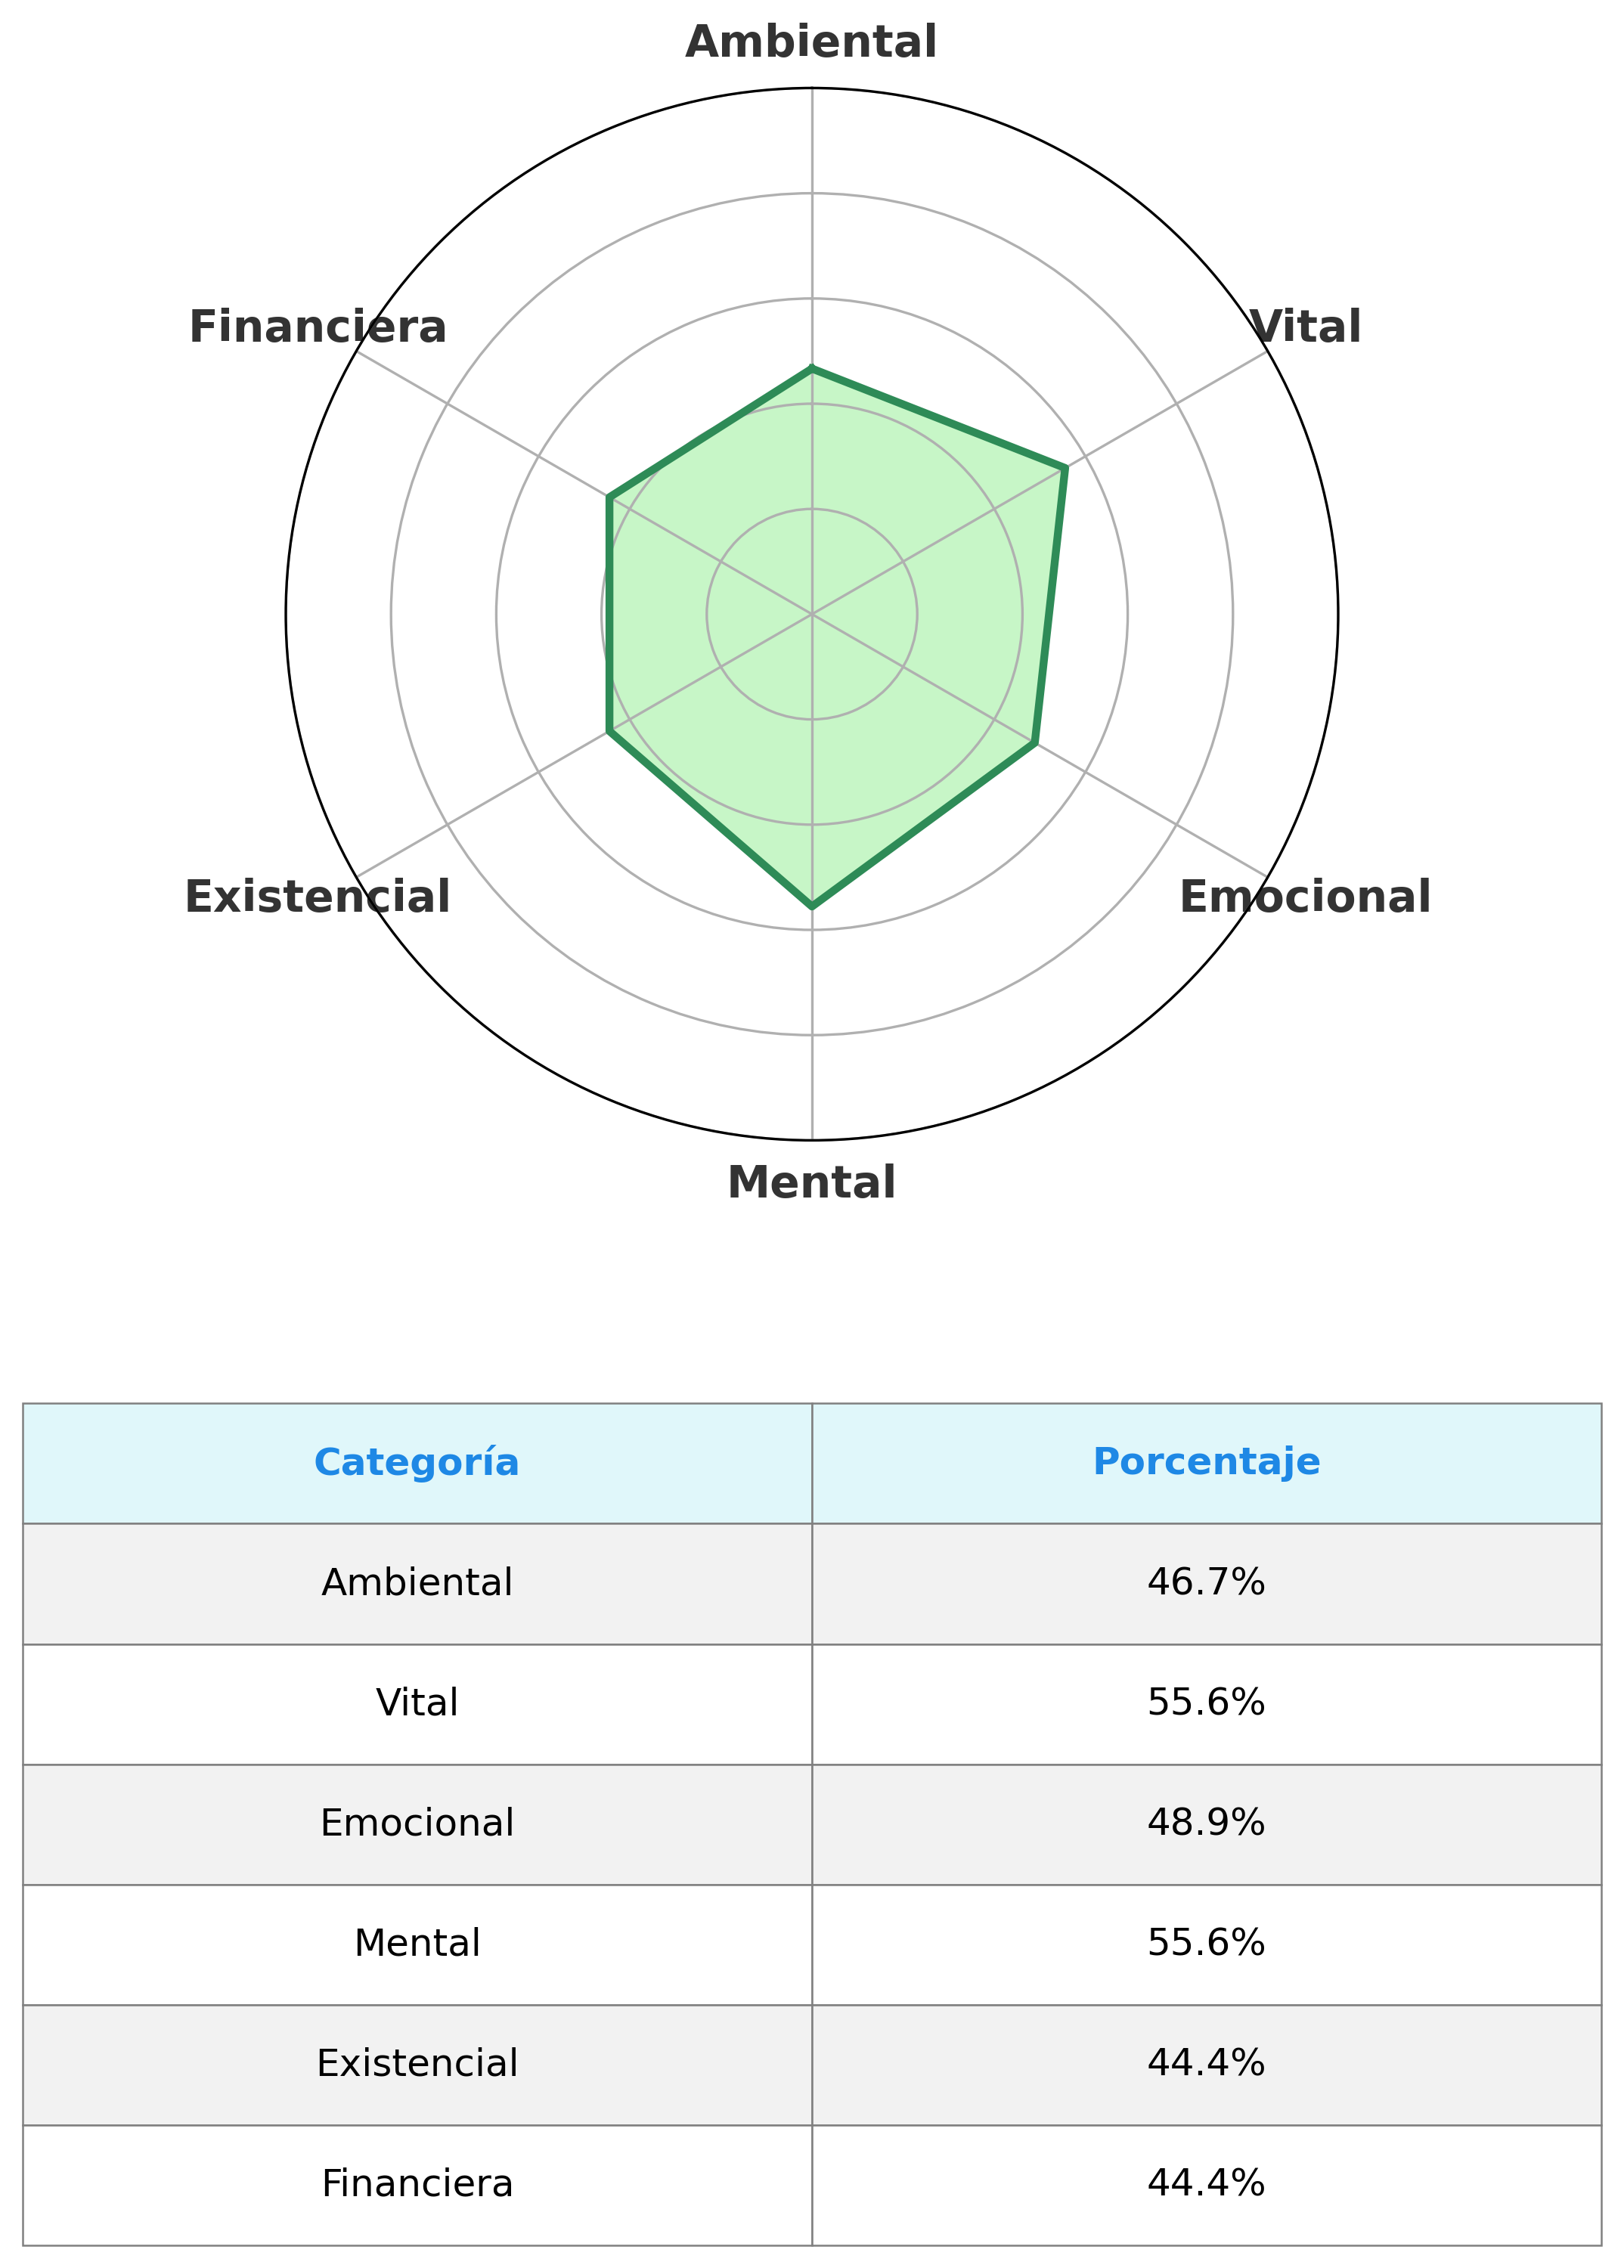 Ambiental
Financiera
Vital
Existencial
Emocional
Mental
Categoría Porcentaje
Ambiental 46.7%
Vital 55.6%
Emocional 48.9%
Mental 55.6%
Existencial 44.4%
Financiera 44.4%